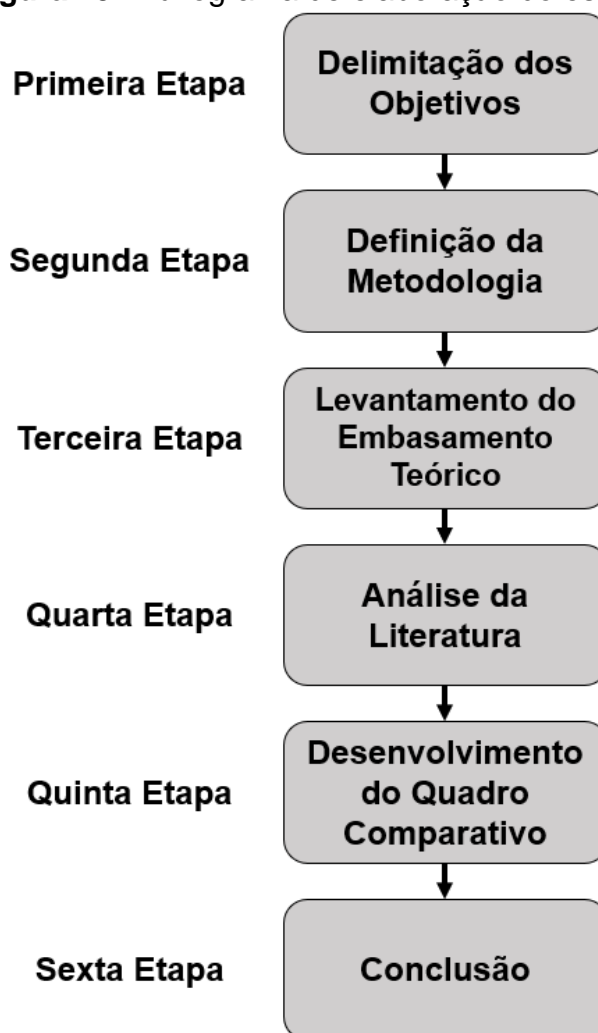 Primeira Etapa
Delimitação dos
Objetivos
Segunda Etapa
Definição da
Metodologia
Terceira Etapa
Levantamento do
Embasamento
Teórico
Quarta Etapa
Análise da
Literatura
Quinta Etapa
Desenvolvimento
do Quadro
Comparativo
Sexta Etapa
Conclusão